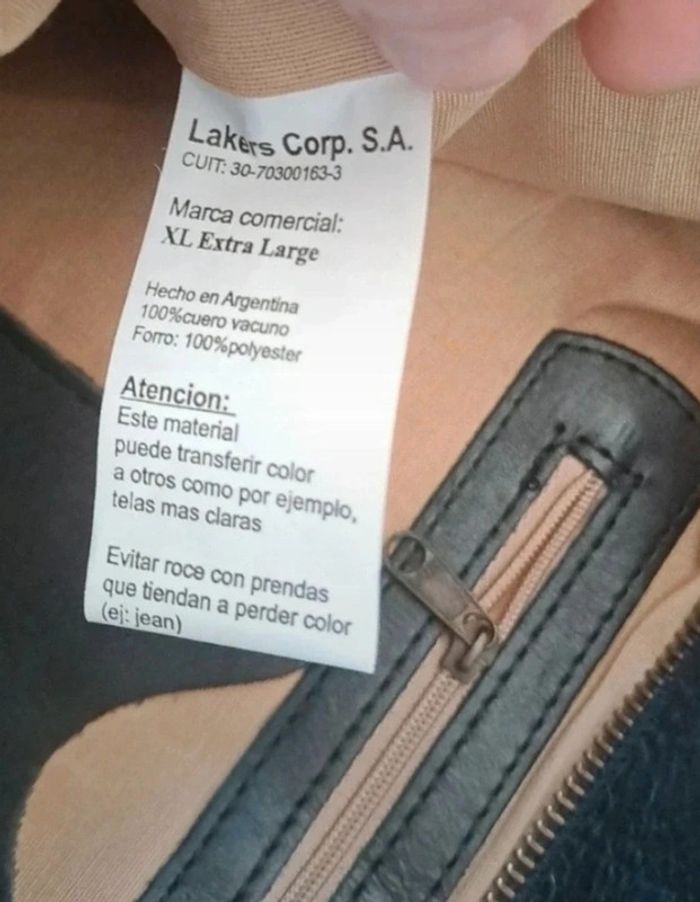 Lakers Corp. S.A.
CUIT: 30-70300163-3
Marca comercial:
XL Extra Large
Hecho en Argentina
100%cuero vacuno
Forro: 100%polyester
Atencion:
Este material
puede transferir color
a otros como por ejemplo,
telas mas claras
Evitar roce con prendas
que tiendan a perder color
(ej: jean)